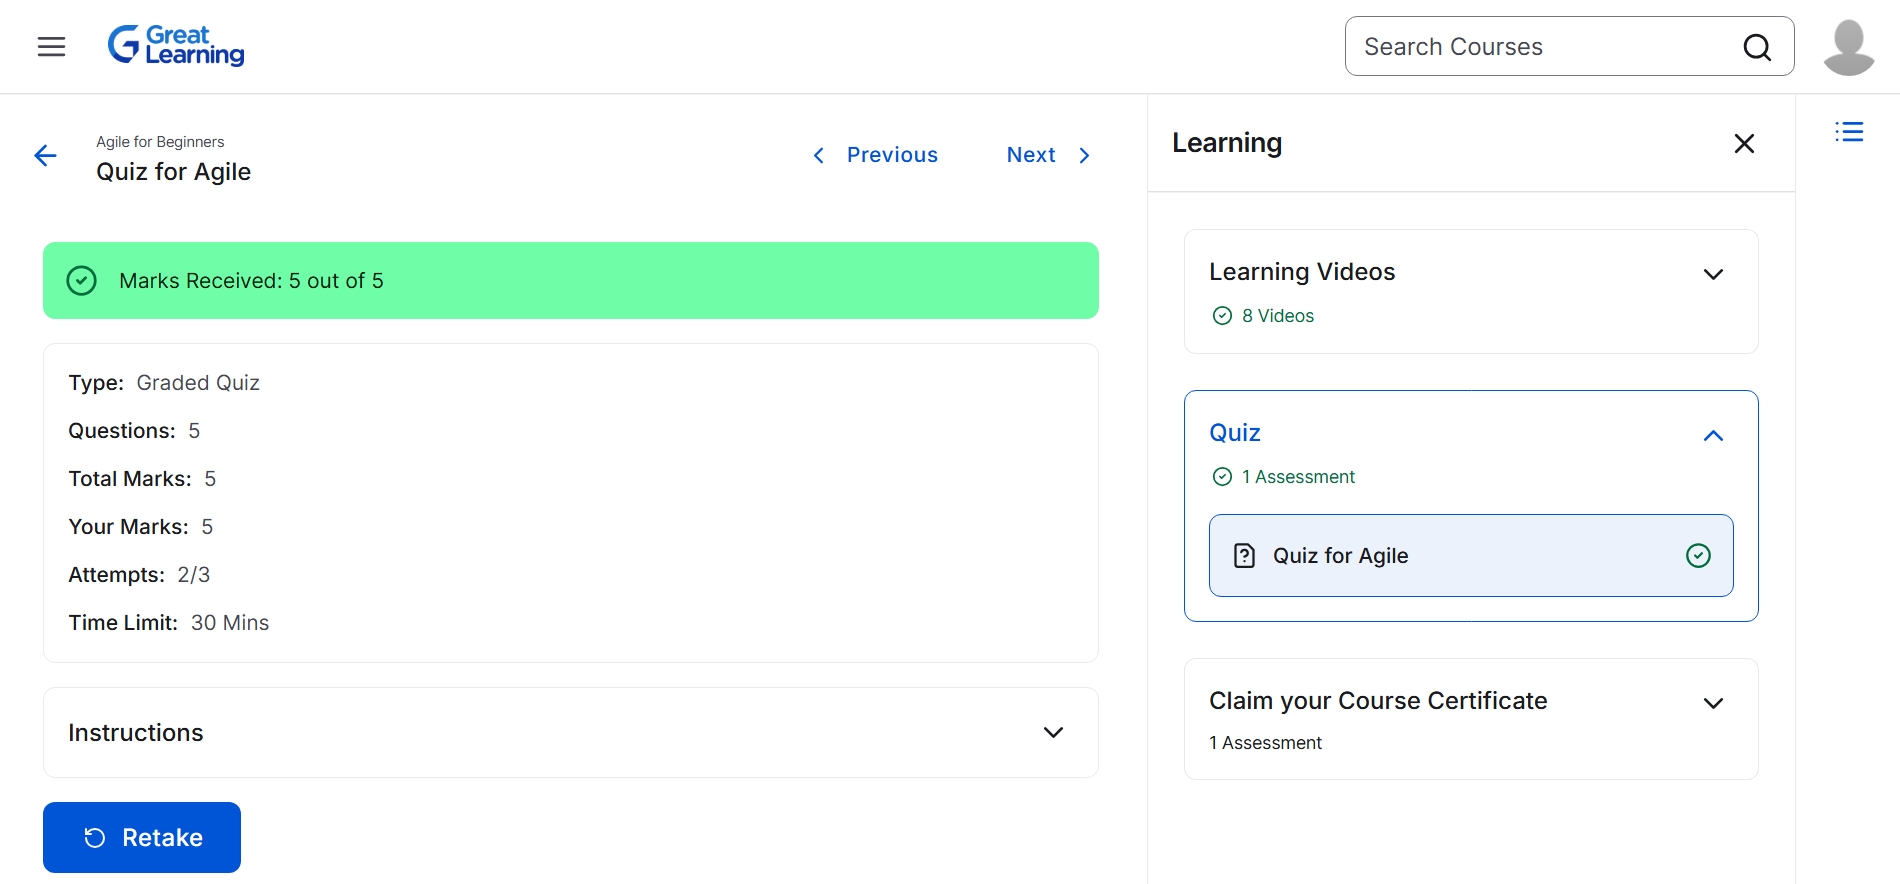 Great
Learning
Search Courses
Agile for Beginners
Quiz for Agile
Previous
Next
Marks Received: 5 out of 5
Type: Graded Quiz
Questions: 5
Total Marks: 5
Your Marks: 5
Attempts: 2/3
Time Limit: 30 Mins
Instructions
Retake
Learning
Learning Videos
8 Videos
Quiz
1 Assessment
Quiz for Agile
Claim your Course Certificate
1 Assessment